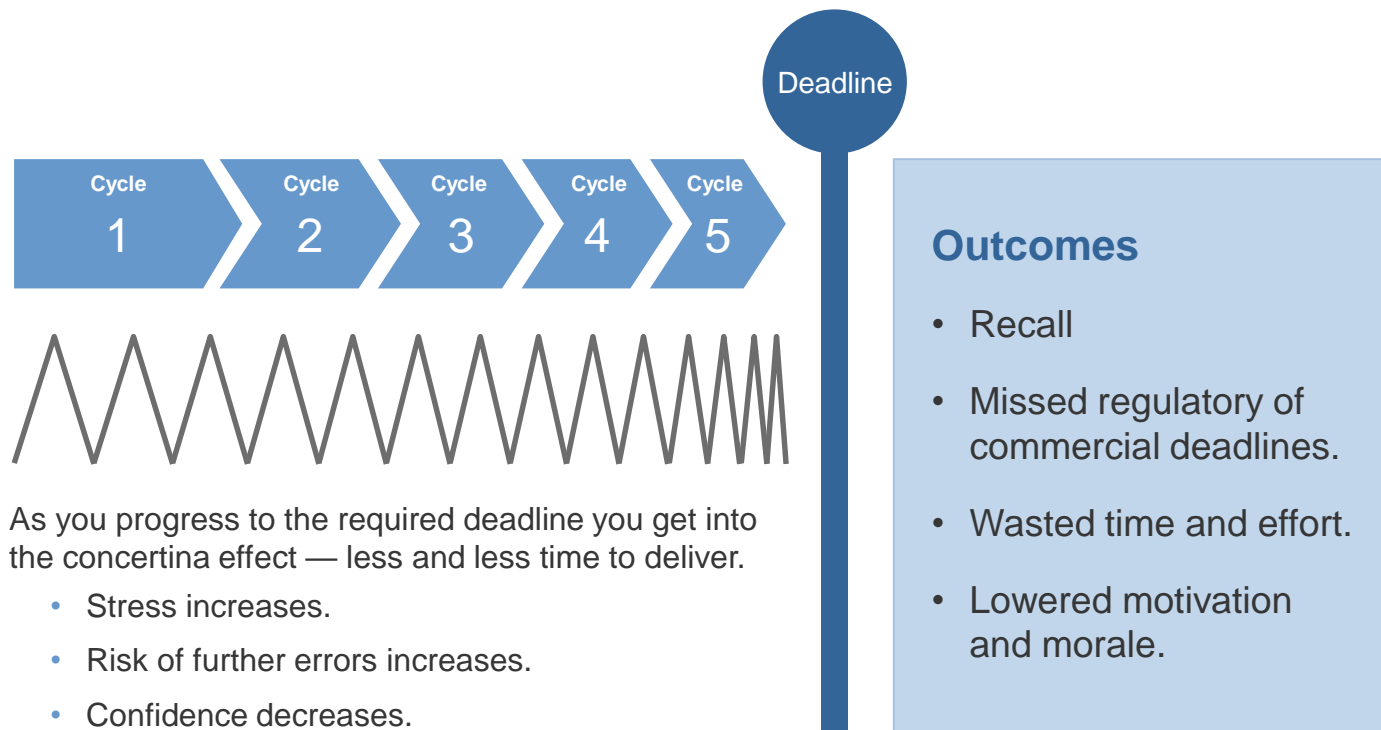 Deadline
Cycle
1
Cycle
2
Cycle
3
Cycle
4
Cycle
5
As you progress to the required deadline you get into
the concertina effect — less and less time to deliver.
• Stress increases.
• Risk of further errors increases.
• Confidence decreases.
Outcomes
• Recall
• Missed regulatory of
commercial deadlines.
• Wasted time and effort.
• Lowered motivation
and morale.